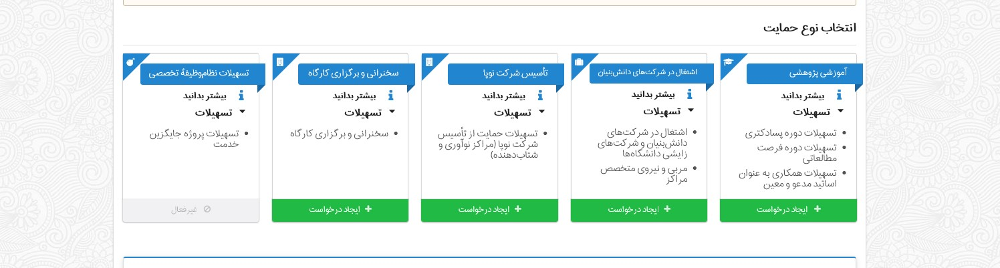 انتخاب نوع حمایت
آموزشی پژوهشی
بیشتر بدانید
تسهیلات
تسهیلات دوره پسادکتری
تسهیلات دوره فرصت
مطالعاتی
تسهیلات همکاری به عنوان
اساتید مدعو و معین
ایجاد درخواست
اشتغال در شرکت‌های دانش‌بنیان
بیشتر بدانید
تسهیلات
اشتغال در شرکت‌های
دانش‌بنیان و شرکت‌های
زایشی دانشگاه‌ها
مربی و نیروی متخصص
مراکز
ایجاد درخواست
تأسیس شرکت نوپا
بیشتر بدانید
تسهیلات
تسهیلات حمایت از تأسیس
شرکت نوپا (مراکز نوآوری و
شتاب‌دهنده)
ایجاد درخواست
سخنرانی و برگزاری کارگاه
بیشتر بدانید
تسهیلات
سخنرانی و برگزاری کارگاه
ایجاد درخواست
تسهیلات نظام‌وظیفهٔ تخصصی
بیشتر بدانید
تسهیلات
تسهیلات پروژه جایگزین
خدمت
غیرفعال